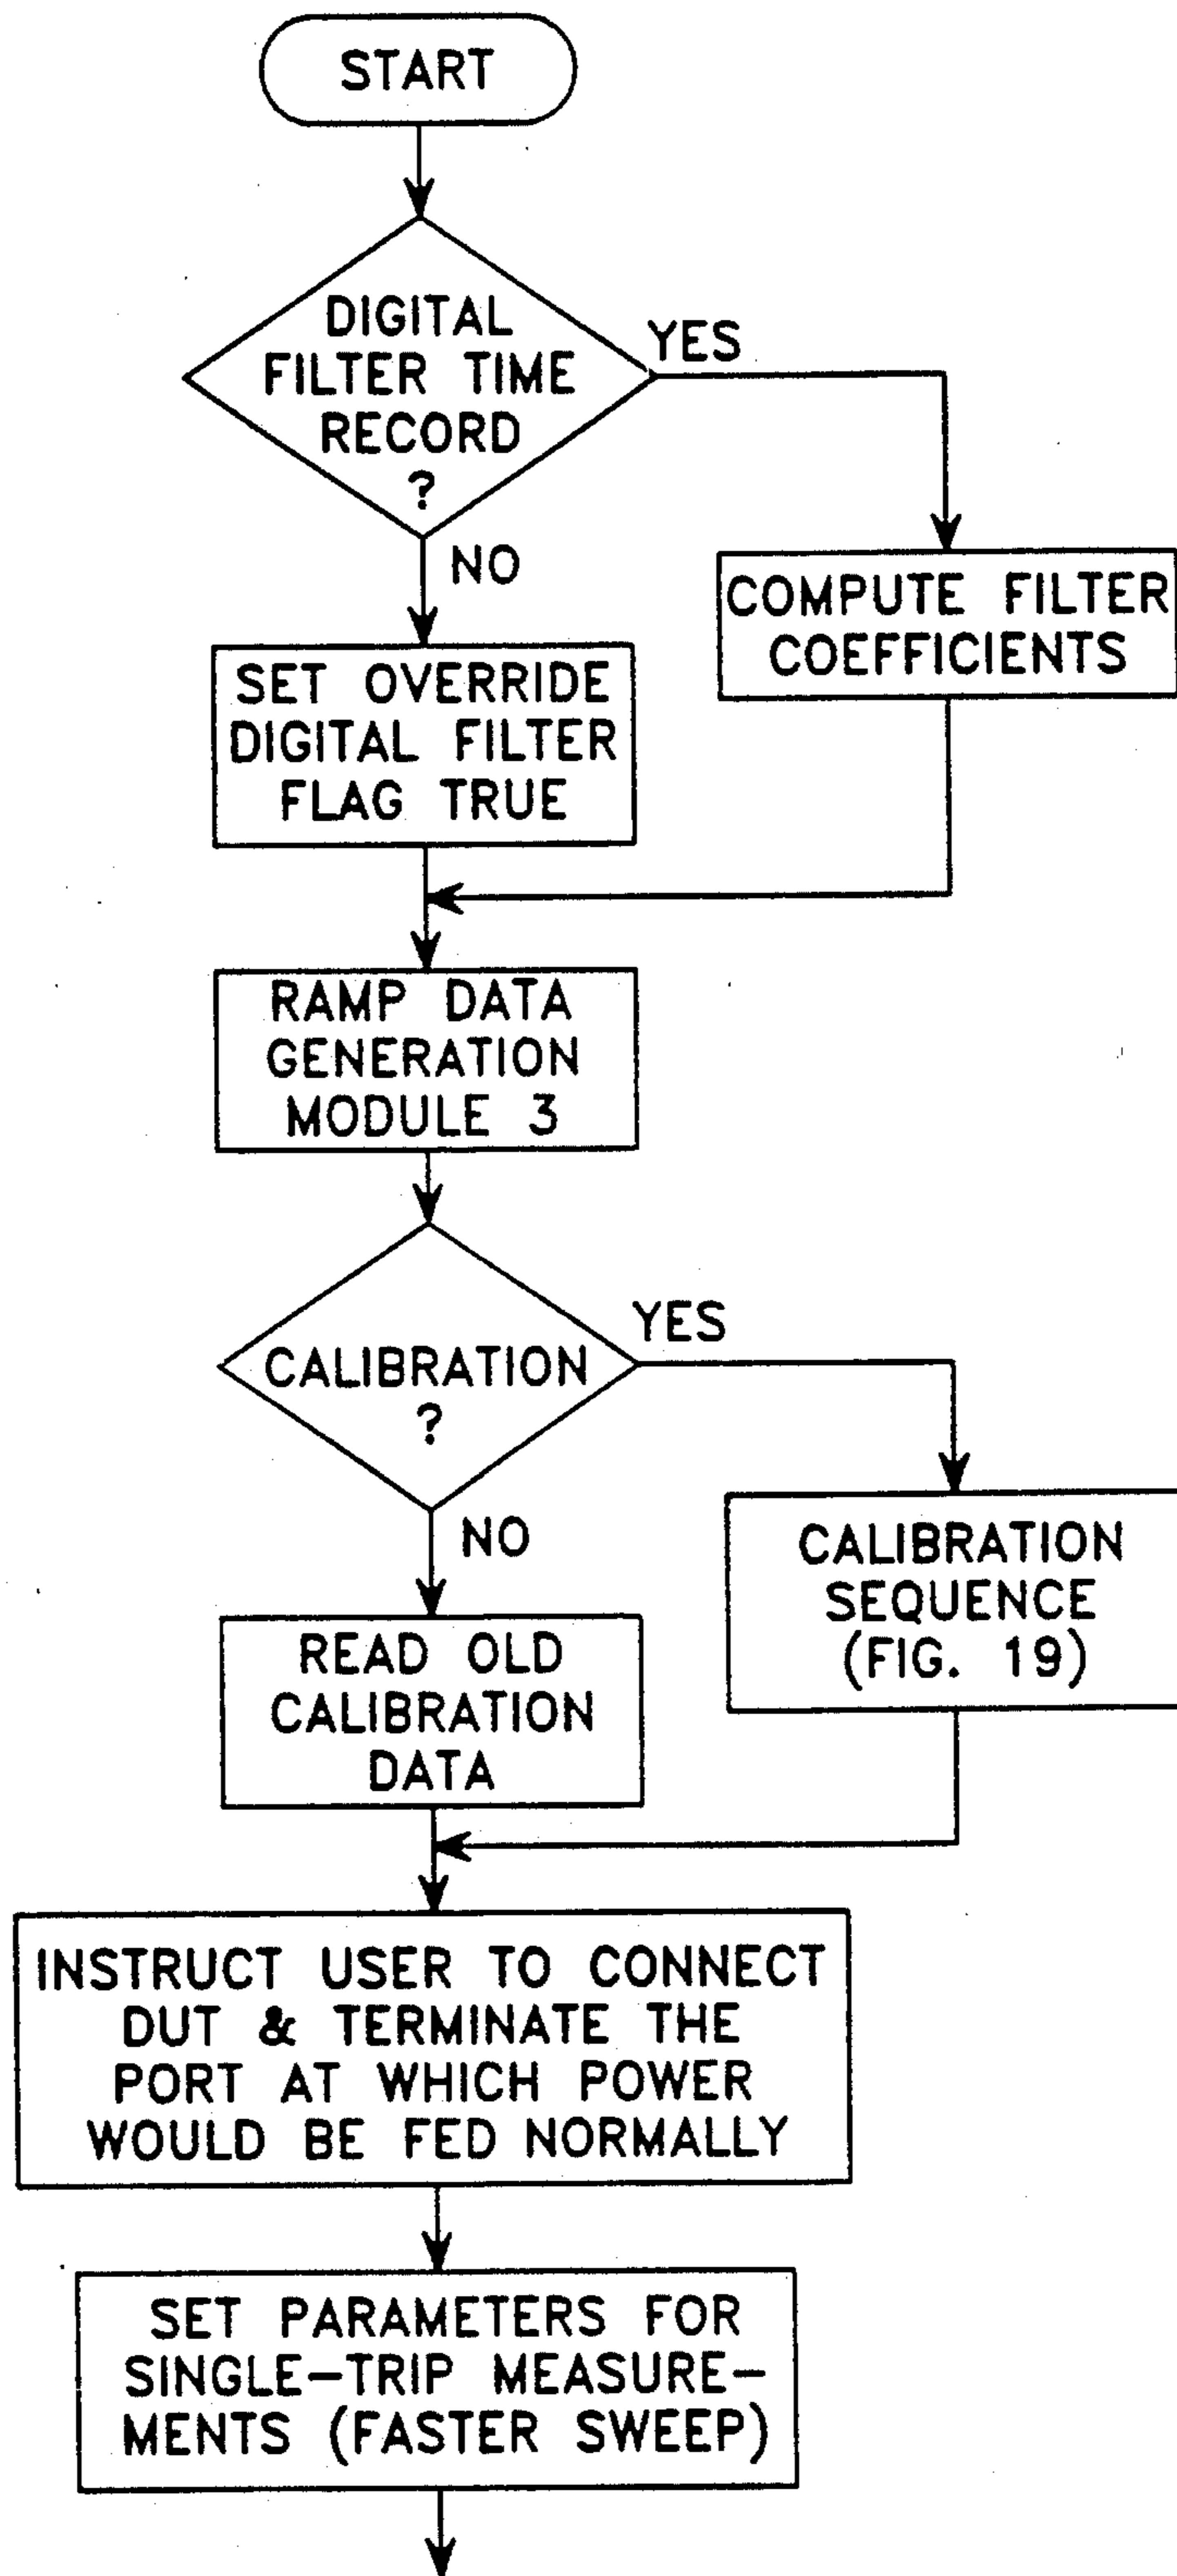 START
DIGITAL
FILTER TIME
RECORD
?
YES
NO
COMPUTE FILTER
COEFFICIENTS
SET OVERRIDE
DIGITAL FILTER
FLAG TRUE
RAMP DATA
GENERATION
MODULE 3
CALIBRATION
?
YES
NO
CALIBRATION
SEQUENCE
(FIG. 19)
READ OLD
CALIBRATION
DATA
INSTRUCT USER TO CONNECT
DUT & TERMINATE THE
PORT AT WHICH POWER
WOULD BE FED NORMALLY
SET PARAMETERS FOR
SINGLE-TRIP MEASURE-
MENTS (FASTER SWEEP)